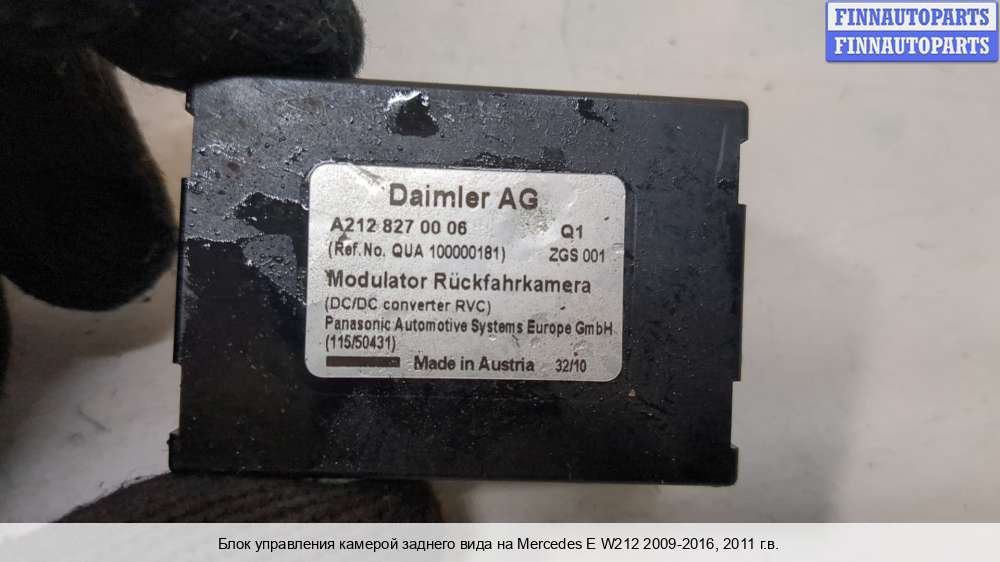 FINNAUTOPARTS
FINNAUTOPARTS
Daimler AG
A212 827 00 06 Q1
(Ref.No. QUA 100000181) ZGS 001
Modulator Rückfahrkamera
(DC/DC converter RVC)
Panasonic Automotive Systems Europe GmbH
(115/50431)
Made in Austria 32/10
Блок управления камерой заднего вида на Mercedes E W212 2009-2016, 2011 г.в.